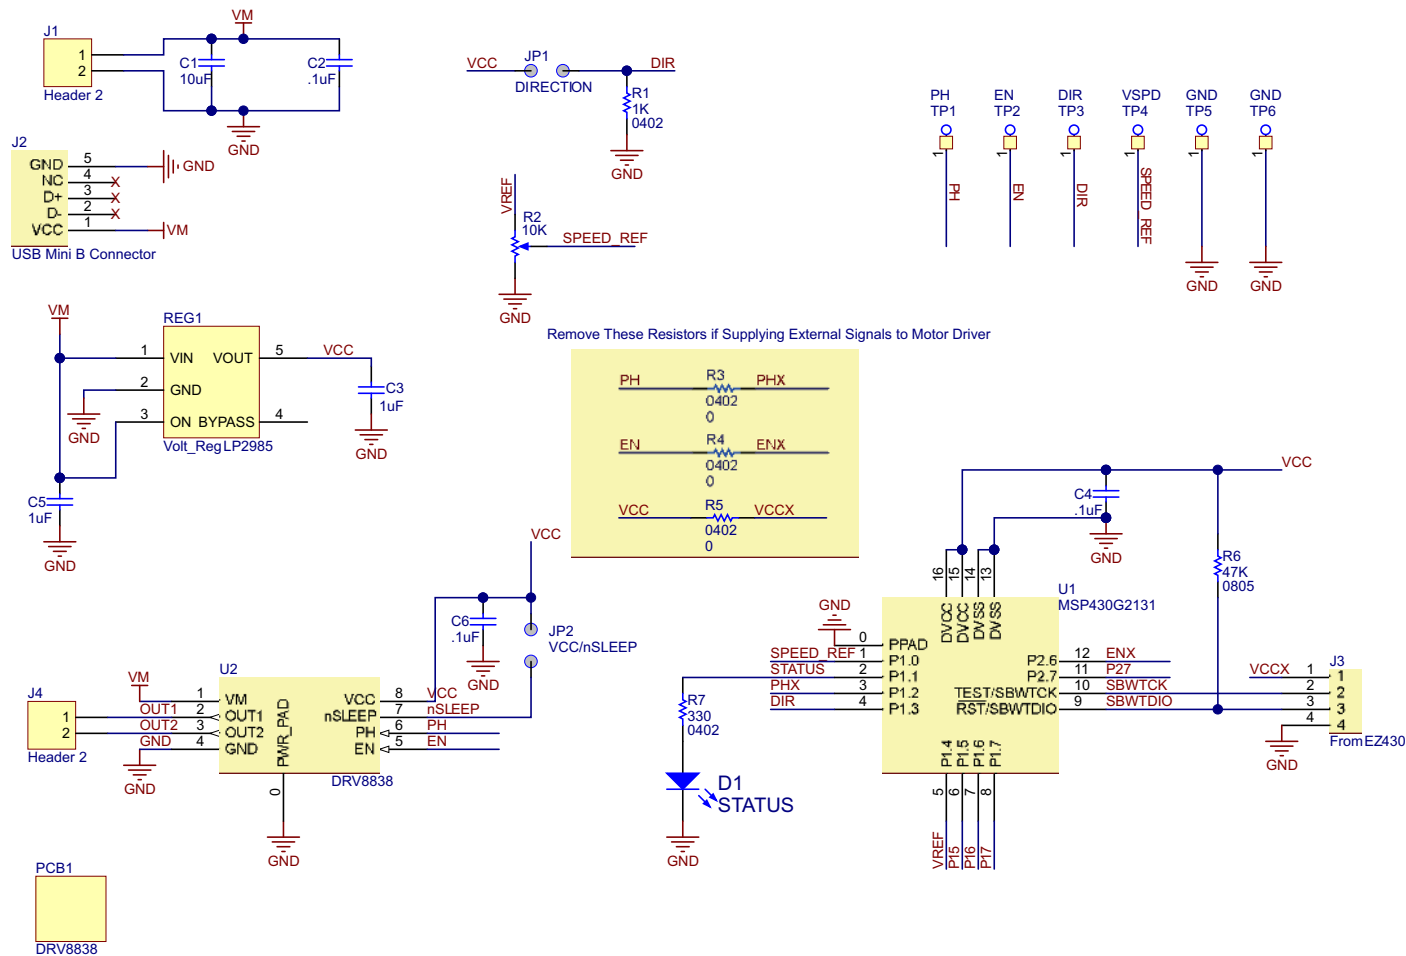 J1
1
2
Header 2
VM
C1
10uF
C2
.1uF
GND
J2
GND 5
NC 4
D+ 3
D- 2
VCC 1
GND
X
X
X
VM
USB Mini B Connector
VCC
JP1
DIRECTION
DIR
R1
1K
0402
GND
VREF
R2
10K
SPEED_REF
GND
PH
TP1
1
PH
EN
TP2
1
EN
DIR
TP3
1
DIR
VSPD
TP4
1
SPEED_REF
GND
TP5
1
GND
GND
TP6
1
GND
VM
REG1
1 VIN VOUT 5
2 GND
3 ON BYPASS 4
Volt_Reg LP2985
GND
VCC
C3
1uF
GND
C5
1uF
GND
Remove These Resistors if Supplying External Signals to Motor Driver
PH R3 PHX
0402
0
EN R4 ENX
0402
0
VCC R5 VCCX
0402
0
VCC
C6
.1uF
GND
JP2
VCC/nSLEEP
J4
1
2
Header 2
VM
OUT1
OUT2
GND
GND
U2
1 VM VCC 8 VCC
2 OUT1 nSLEEP 7 nSLEEP
3 OUT2 PH 6 PH
4 GND EN 5 EN
PWR_PAD
DRV8838
0
GND
VCC
C4
.1uF
GND
R6
47K
0805
U1
MSP430G2131
16 15 14 13
DVCC DVCC DVSS DVSS
GND
0 PPAD
SPEED_REF 1 P1.0
STATUS 2 P1.1
PHX 3 P1.2
DIR 4 P1.3
P2.6 12 ENX
P2.7 11 P27
TEST/SBWTCK 10 SBWTCK
RST/SBWTDIO 9 SBWTDIO
P1.4 P1.5 P1.6 P1.7
5 6 7 8
VREF P15 P16 P17
R7
330
0402
D1
STATUS
GND
J3
VCCX 1 1
2 2
3 3
4 4
From EZ430
GND
PCB1
DRV8838